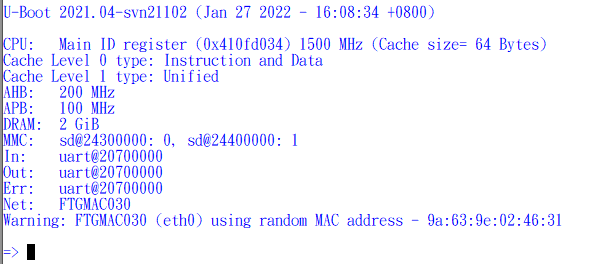 U-Boot 2021.04-svn21102 (Jan 27 2022 - 16:08:34 +0800)
CPU: Main ID register (0x410fd034) 1500 MHz (Cache size= 64 Bytes)
Cache Level 0 type: Instruction and Data
Cache Level 1 type: Unified
AHB: 200 MHz
APB: 100 MHz
DRAM: 2 GiB
MMC: sd@24300000: 0, sd@24400000: 1
In: uart@20700000
Out: uart@20700000
Err: uart@20700000
Net: FTGMAC030
Warning: FTGMAC030 (eth0) using random MAC address - 9a:63:9e:02:46:31
=>